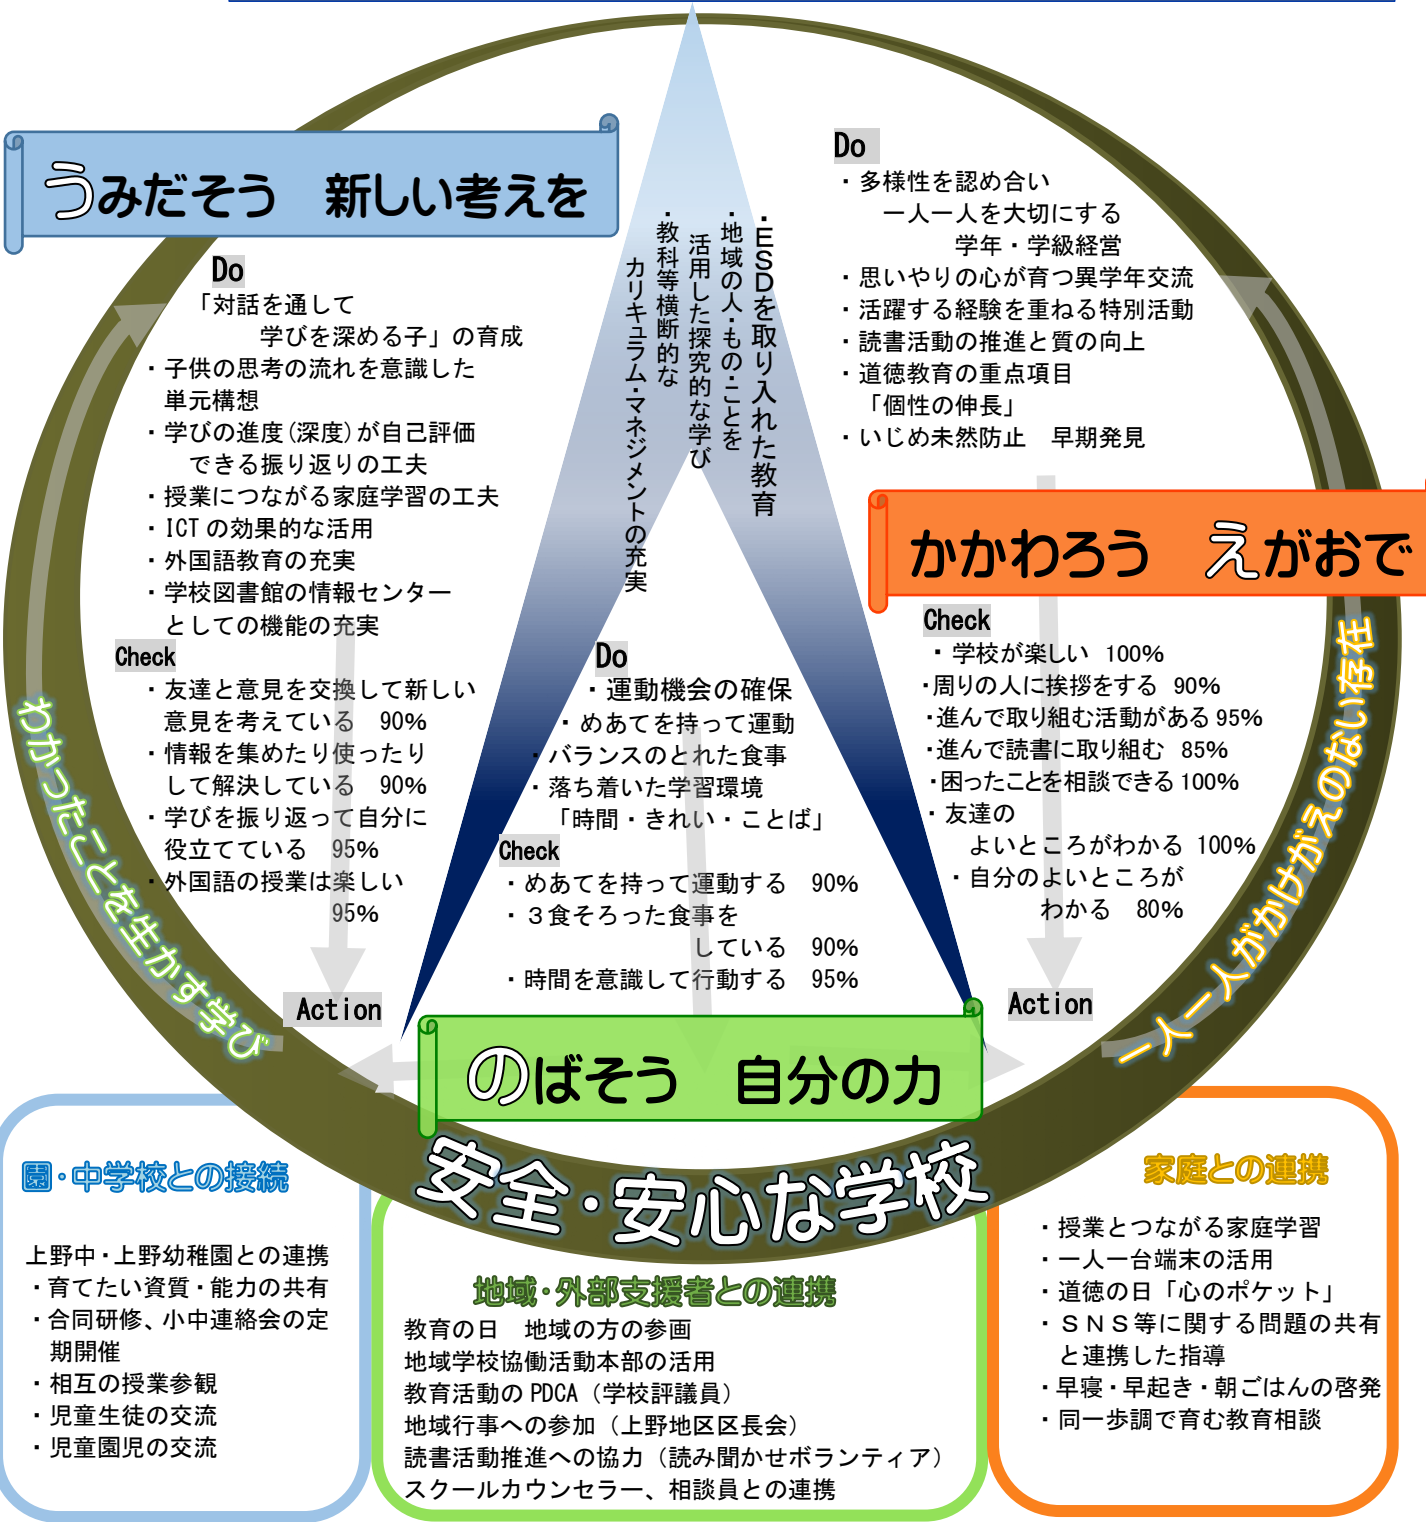 うみだそう　新しい考えを
Do
「対話を通して
学びを深める子」の育成
・子供の思考の流れを意識した
単元構想
・学びの進度(深度)が自己評価
できる振り返りの工夫
・授業につながる家庭学習の工夫
・ICTの効果的な活用
・外国語教育の充実
・学校図書館の情報センター
としての機能の充実
Check
・友達と意見を交換して新しい
意見を考えている　90%
・情報を集めたり使ったり
して解決している　90%
・学びを振り返って自分に
役立てている　95%
・外国語の授業は楽しい
95%
Action
・ESDを取り入れた教育
・地域の人・もの・ことを
活用した探究的な学び
・教科等横断的な
カリキュラム・マネジメントの充実
Do
・多様性を認め合い
一人一人を大切にする
学年・学級経営
・思いやりの心が育つ異学年交流
・活躍する経験を重ねる特別活動
・読書活動の推進と質の向上
・道徳教育の重点項目
「個性の伸長」
・いじめ未然防止　早期発見
かかわろう　えがおで
Check
・学校が楽しい 100%
・周りの人に挨拶をする 90%
・進んで取り組む活動がある 95%
・進んで読書に取り組む 85%
・困ったことを相談できる 100%
・友達の
よいところがわかる 100%
・自分のよいところが
わかる　80%
Action
Do
・運動機会の確保
・めあてを持って運動
・バランスのとれた食事
・落ち着いた学習環境
「時間・きれい・ことば」
Check
・めあてを持って運動する　90%
・３食そろった食事を
している　90%
・時間を意識して行動する　95%
のばそう　自分の力
わかったことを生かす学び
一人一人がかけがえのない存在
安全・安心な学校
園・中学校との接続
上野中・上野幼稚園との連携
・育てたい資質・能力の共有
・合同研修、小中連絡会の定
期開催
・相互の授業参観
・児童生徒の交流
・児童園児の交流
地域・外部支援者との連携
教育の日　地域の方の参画
地域学校協働活動本部の活用
教育活動の PDCA（学校評議員）
地域行事への参加（上野地区区長会）
読書活動推進への協力（読み聞かせボランティア）
スクールカウンセラー、相談員との連携
家庭との連携
・授業とつながる家庭学習
・一人一台端末の活用
・道徳の日「心のポケット」
・ＳＮＳ等に関する問題の共有
と連携した指導
・早寝・早起き・朝ごはんの啓発
・同一歩調で育む教育相談